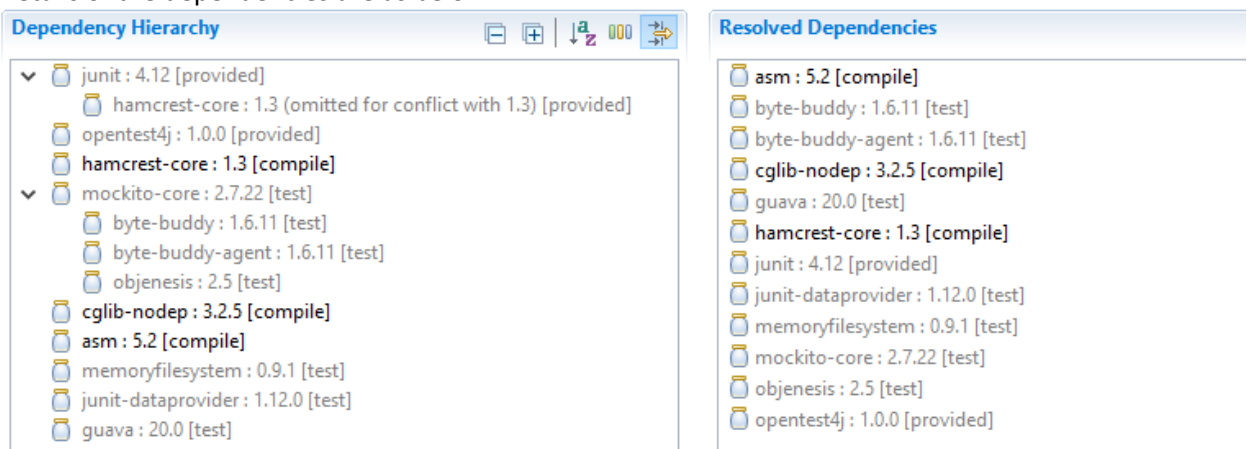 Dependency Hierarchy
junit : 4.12 [provided]
hamcrest-core : 1.3 (omitted for conflict with 1.3) [provided]
opentest4j : 1.0.0 [provided]
hamcrest-core : 1.3 [compile]
mockito-core : 2.7.22 [test]
byte-buddy : 1.6.11 [test]
byte-buddy-agent : 1.6.11 [test]
objenesis : 2.5 [test]
cglib-nodep : 3.2.5 [compile]
asm : 5.2 [compile]
memoryfilesystem : 0.9.1 [test]
junit-dataprovider : 1.12.0 [test]
guava : 20.0 [test]
Resolved Dependencies
asm : 5.2 [compile]
byte-buddy : 1.6.11 [test]
byte-buddy-agent : 1.6.11 [test]
cglib-nodep : 3.2.5 [compile]
guava : 20.0 [test]
hamcrest-core : 1.3 [compile]
junit : 4.12 [provided]
junit-dataprovider : 1.12.0 [test]
memoryfilesystem : 0.9.1 [test]
mockito-core : 2.7.22 [test]
objenesis : 2.5 [test]
opentest4j : 1.0.0 [provided]